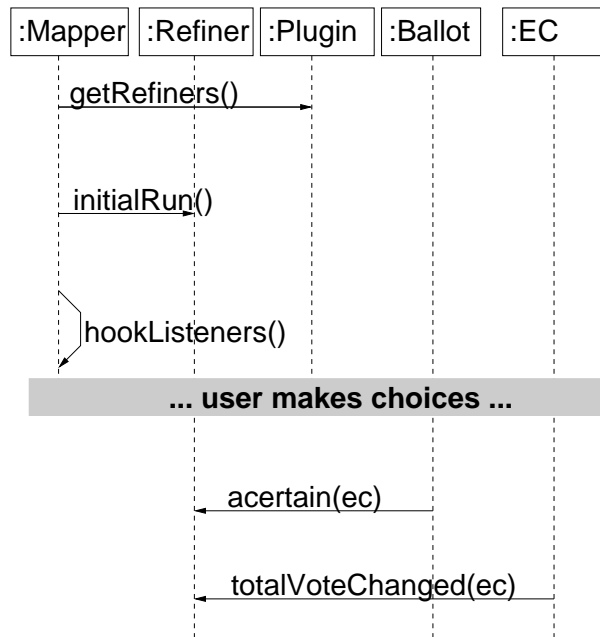 :Mapper :Refiner :Plugin :Ballot :EC
getRefiners()
initialRun()
hookListeners()
... user makes choices ...
acertain(ec)
totalVoteChanged(ec)